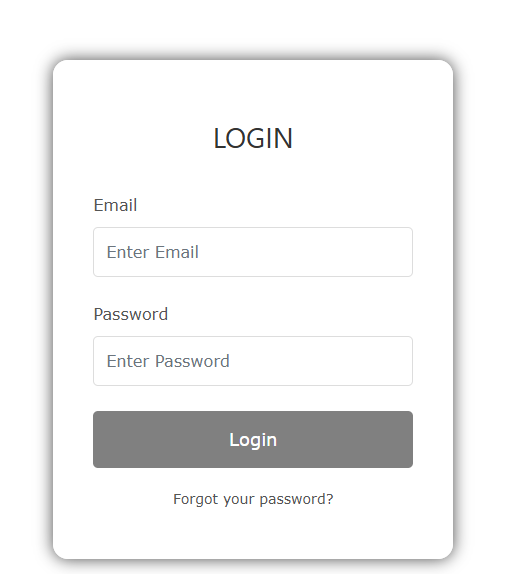 LOGIN
Email
Enter Email
Password
Enter Password
Login
Forgot your password?